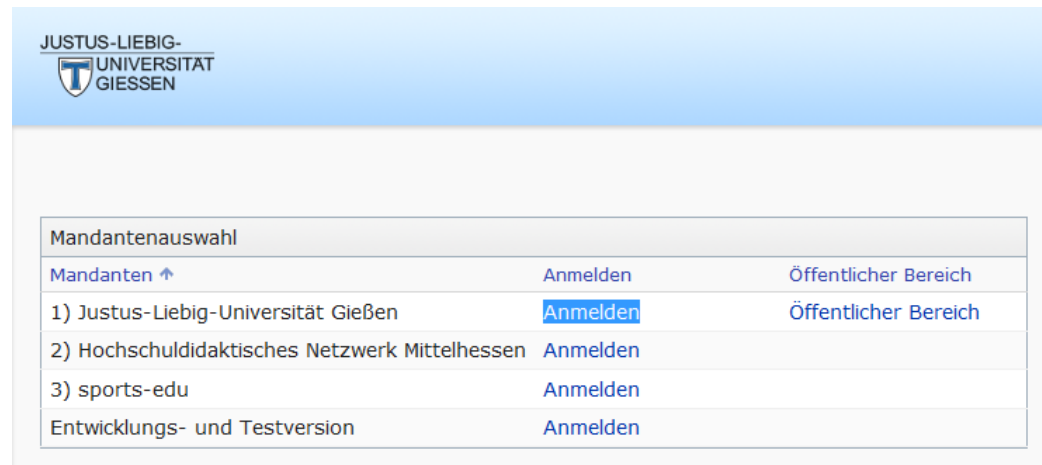 JUSTUS-LIEBIG-
UNIVERSITÄT
GIESSEN
Mandantenauswahl
Mandanten ↑ Anmelden Öffentlicher Bereich
1) Justus-Liebig-Universität Gießen Anmelden Öffentlicher Bereich
2) Hochschuldidaktisches Netzwerk Mittelhessen Anmelden
3) sports-edu Anmelden
Entwicklungs- und Testversion Anmelden